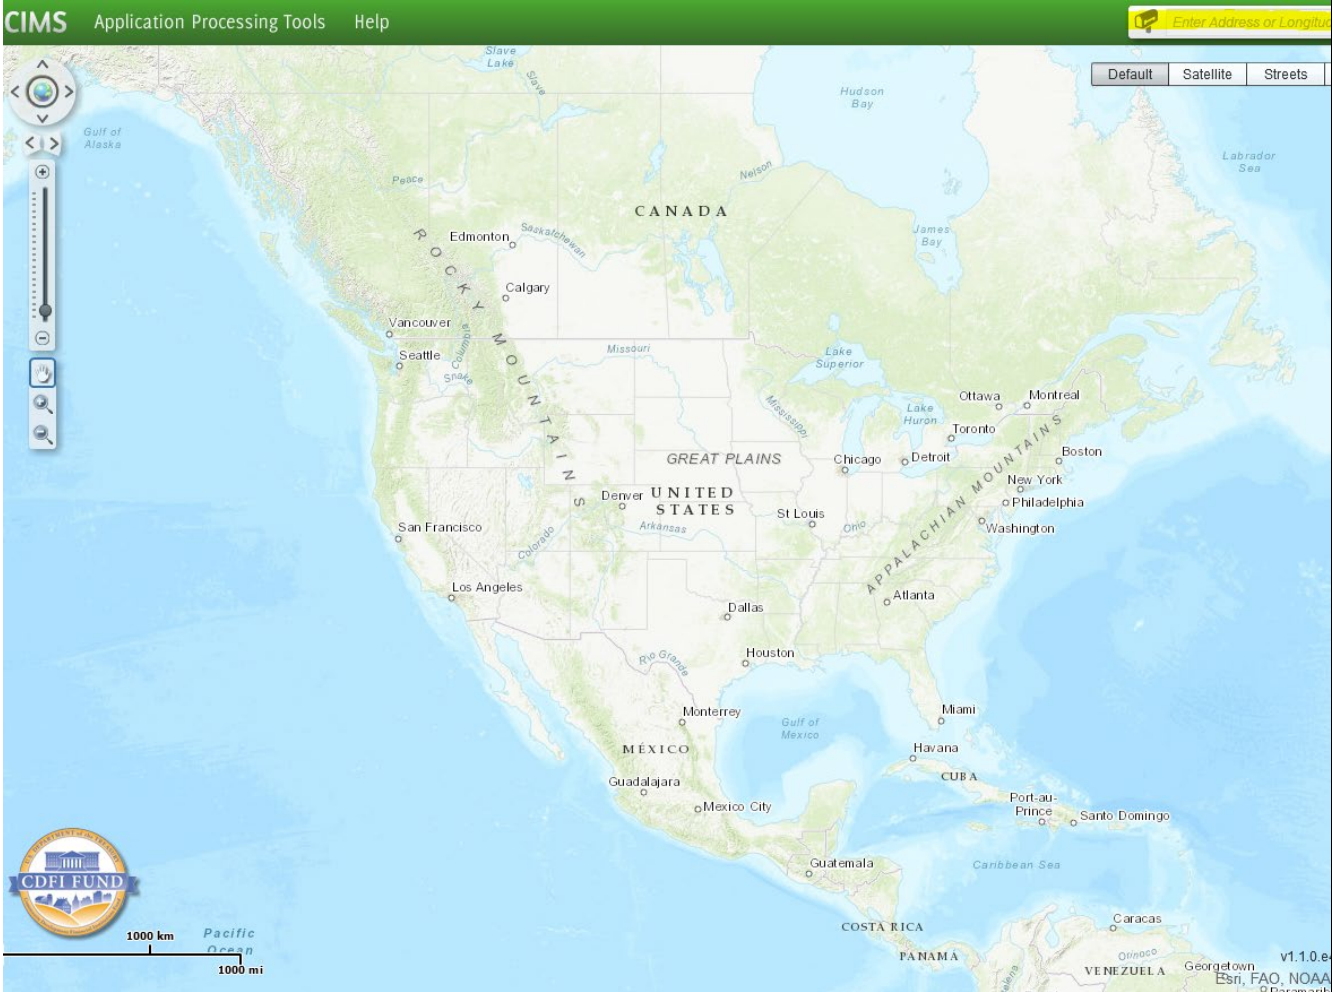 CIMS Application Processing Tools Help
Enter Address or Longitud
Default Satellite Streets
Slave
Lake
Slave
Hudson
Bay
Gulf of
Alaska
Labrador
Sea
Peace
Nelson
CANADA
ROCKY MOUNTAINS
Edmonton
Saskatchewan
James
Bay
Calgary
Vancouver
Columbia
Seattle
Snake
Missouri
Lake
Superior
Mississippi
Ottawa
Montreal
Lake
Huron
Toronto
Boston
GREAT PLAINS
Chicago
Detroit
APPALACHIAN MOUNTAINS
New York
Denver
UNITED
STATES
Philadelphia
St Louis
Ohio
Washington
San Francisco
Colorado
Arkansas
Los Angeles
Atlanta
Dallas
Houston
Rio Grande
Monterrey
Gulf of
Mexico
Miami
MÉXICO
Havana
CUBA
Guadalajara
Mexico City
Port-au-
Prince
Santo Domingo
Guatemala
Caribbean Sea
CDFI FUND
COSTA RICA
Caracas
1000 km
Pacific
Ocean
1000 mi
PANAMA
Orinoco
VENEZUELA
Georgetown
v1.1.0.e
Esri, FAO, NOAA